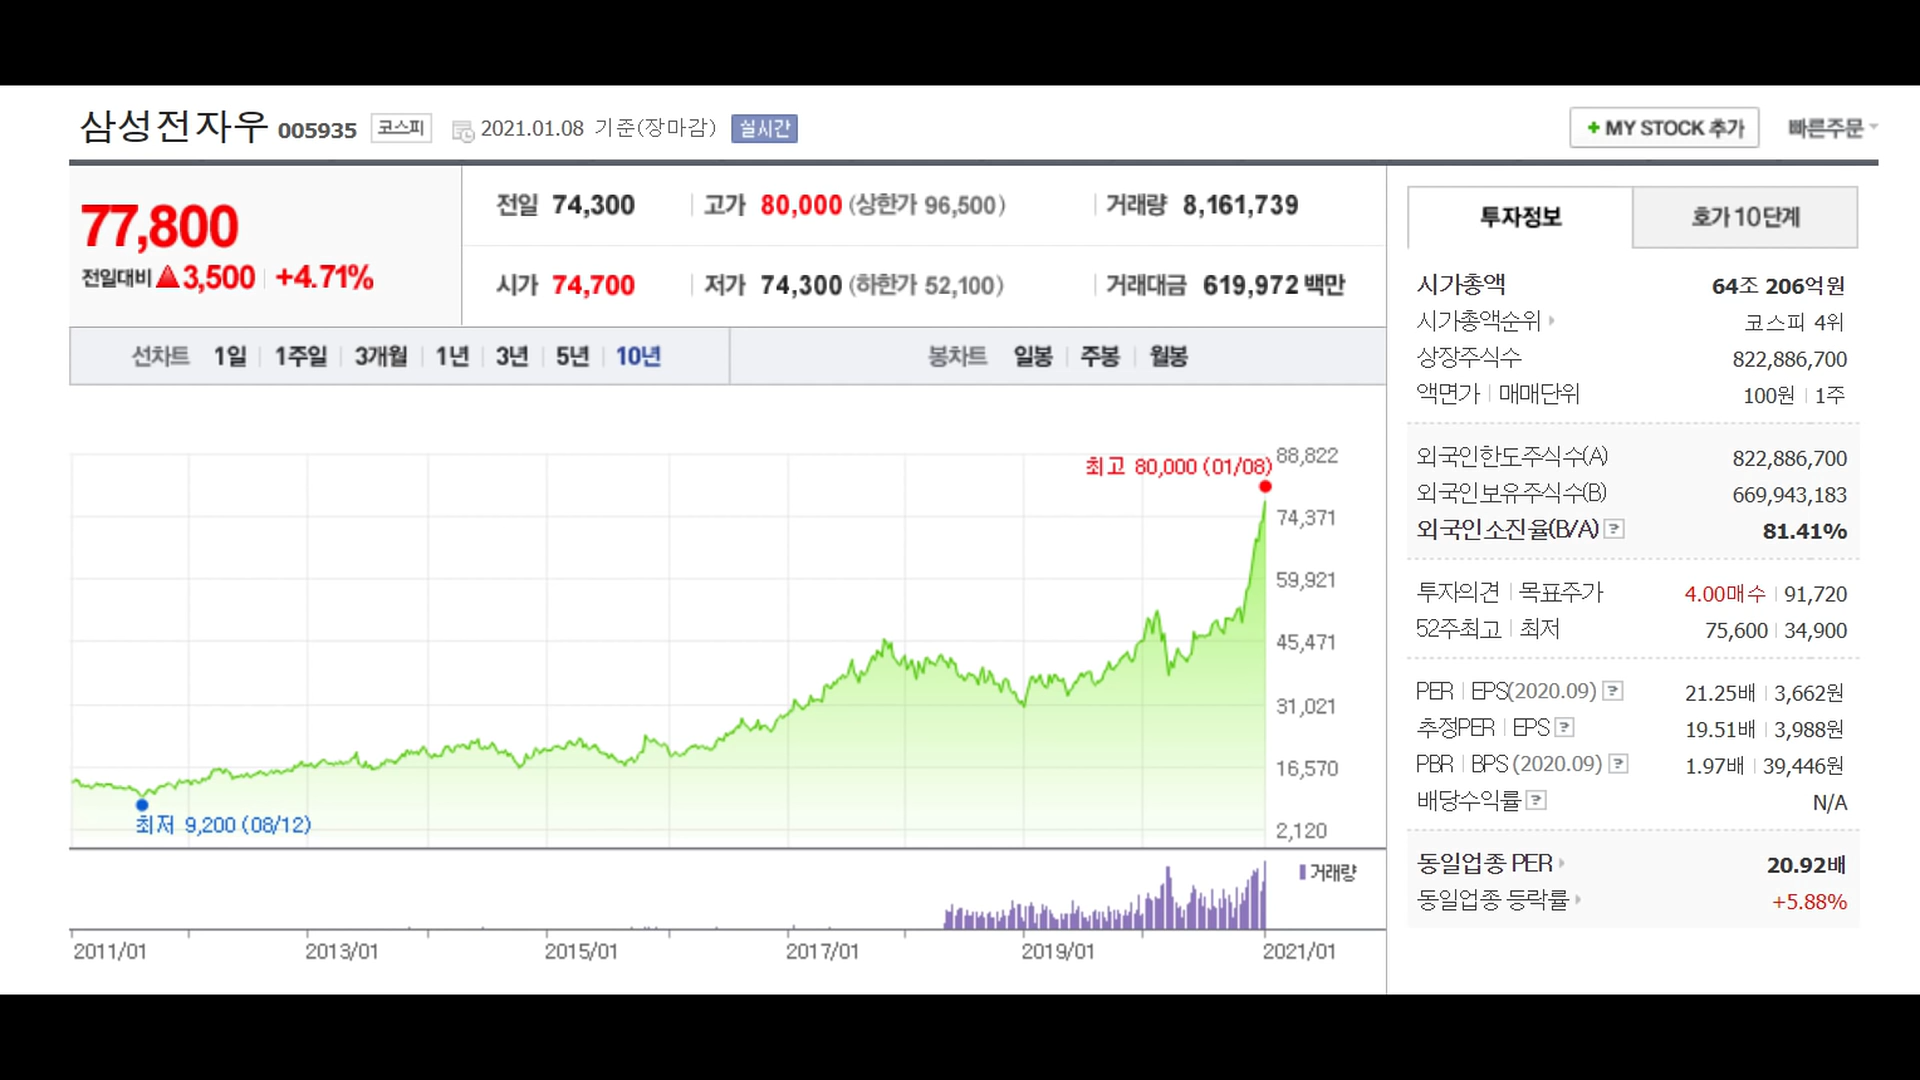 삼성전자우 005935 코스피 2021.01.08 기준(장마감) 실시간
+ MY STOCK 추가 빠른주문
77,800
전일대비 ▲3,500 +4.71%
전일 74,300 고가 80,000 (상한가 96,500) 거래량 8,161,739
시가 74,700 저가 74,300 (하한가 52,100) 거래대금 619,972 백만
선차트 1일 1주일 3개월 1년 3년 5년 10년 봉차트 일봉 주봉 월봉
최고 80,000 (01/08)
88,822
74,371
59,921
45,471
31,021
16,570
2,120
최저 9,200 (08/12)
거래량
2011/01 2013/01 2015/01 2017/01 2019/01 2021/01
투자정보 호가 10단계
시가총액 64조 206억원
시가총액순위 코스피 4위
상장주식수 822,886,700
액면가 매매단위 100원 1주
외국인한도주식수(A) 822,886,700
외국인보유주식수(B) 669,943,183
외국인소진율(B/A) ? 81.41%
투자의견 목표주가 4.00매수 91,720
52주최고 최저 75,600 34,900
PER EPS(2020.09) ? 21.25배 3,662원
추정PER EPS ? 19.51배 3,988원
PBR BPS (2020.09) ? 1.97배 39,446원
배당수익률 ? N/A
동일업종 PER 20.92배
동일업종 등락률 +5.88%